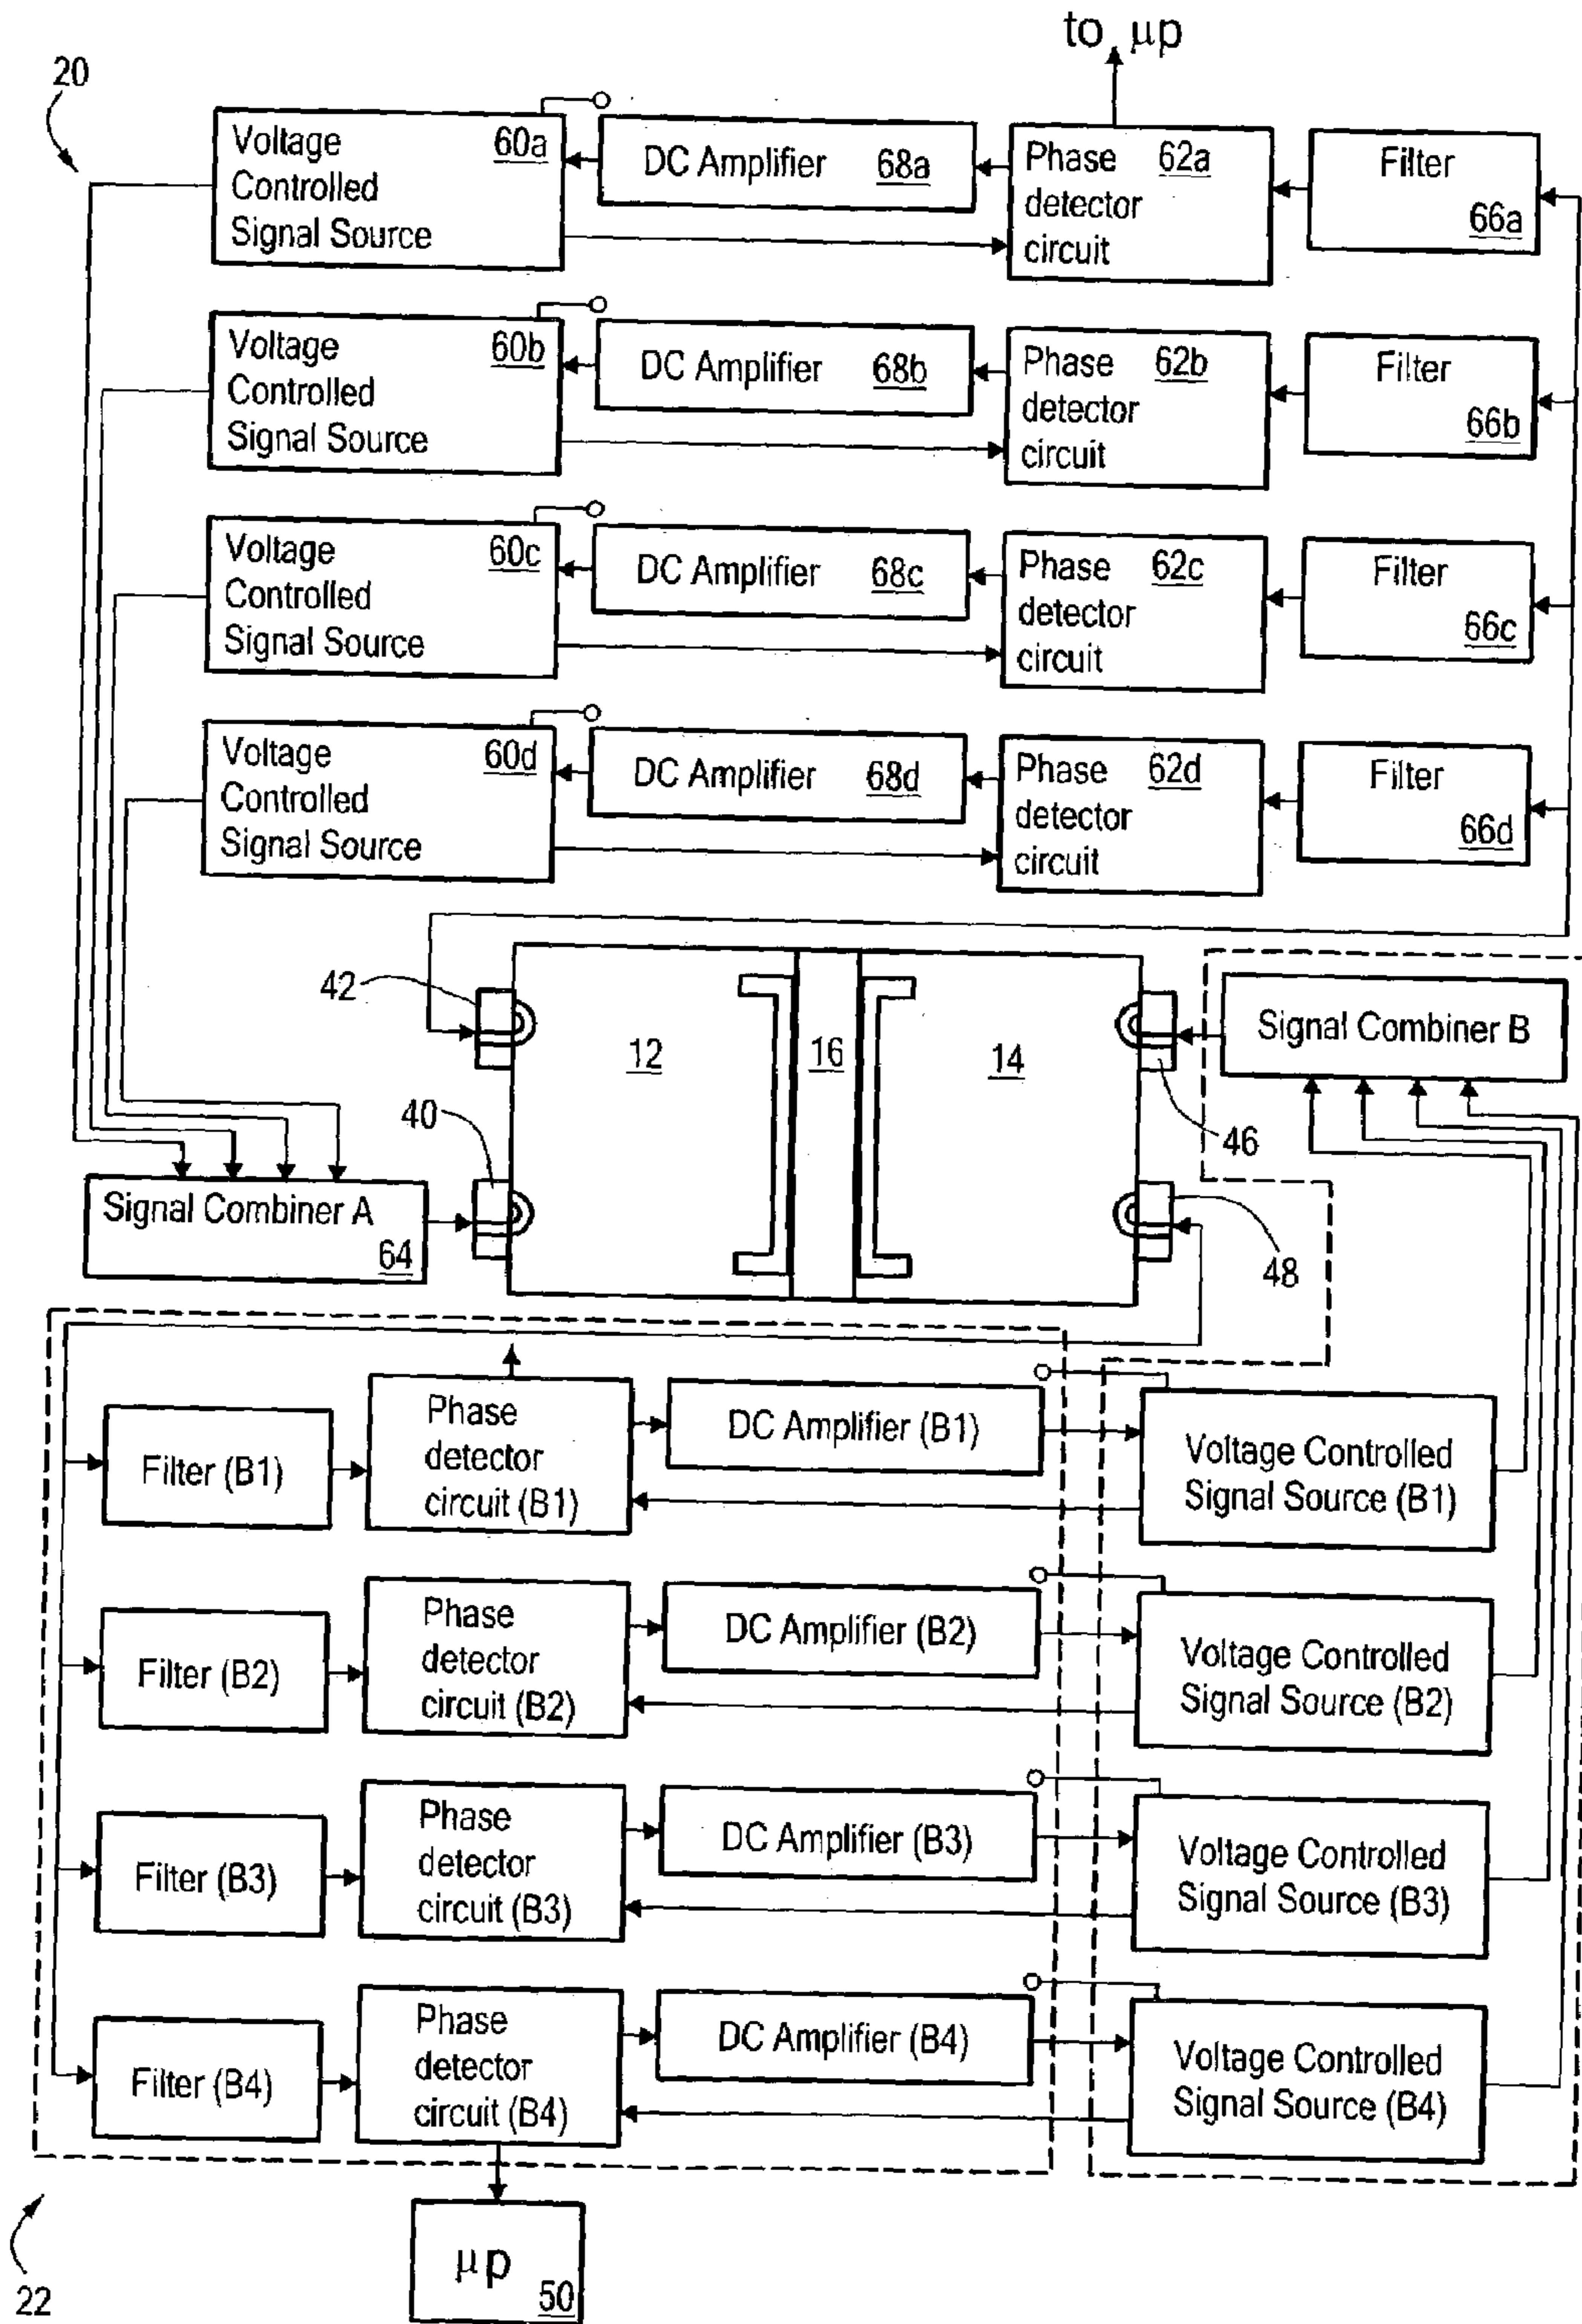 to µp
20
Voltage
Controlled
Signal Source
60a
DC Amplifier 68a
Phase
detector
circuit
62a
Filter
66a
Voltage
Controlled
Signal Source
60b
DC Amplifier 68b
Phase
detector
circuit
62b
Filter
66b
Voltage
Controlled
Signal Source
60c
DC Amplifier 68c
Phase
detector
circuit
62c
Filter
66c
Voltage
Controlled
Signal Source
60d
DC Amplifier 68d
Phase
detector
circuit
62d
Filter
66d
42
12
16
14
Signal Combiner B
46
40
Signal Combiner A
64
48
Filter (B1)
Phase
detector
circuit (B1)
DC Amplifier (B1)
Voltage Controlled
Signal Source (B1)
Filter (B2)
Phase
detector
circuit (B2)
DC Amplifier (B2)
Voltage Controlled
Signal Source (B2)
Filter (B3)
Phase
detector
circuit (B3)
DC Amplifier (B3)
Voltage Controlled
Signal Source (B3)
Filter (B4)
Phase
detector
circuit (B4)
DC Amplifier (B4)
Voltage Controlled
Signal Source (B4)
22
µp
50